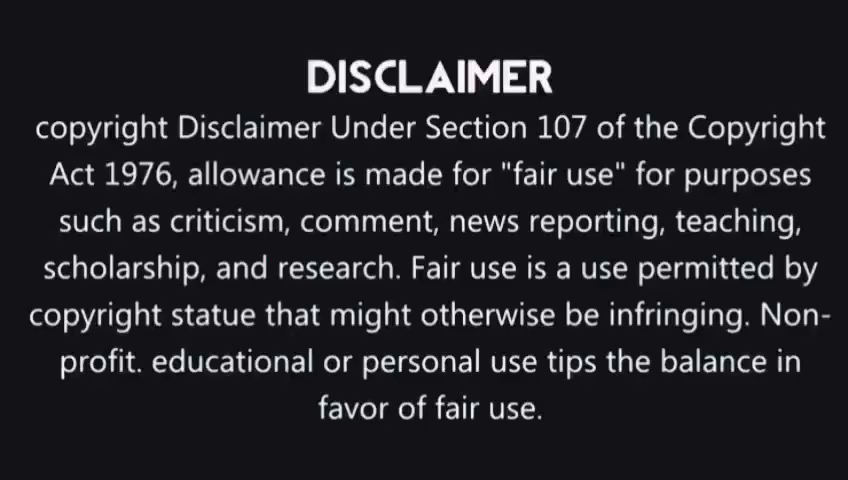 DISCLAIMER
copyright Disclaimer Under Section 107 of the Copyright
Act 1976, allowance is made for "fair use" for purposes
such as criticism, comment, news reporting, teaching,
scholarship, and research. Fair use is a use permitted by
copyright statue that might otherwise be infringing. Non-
profit. educational or personal use tips the balance in
favor of fair use.